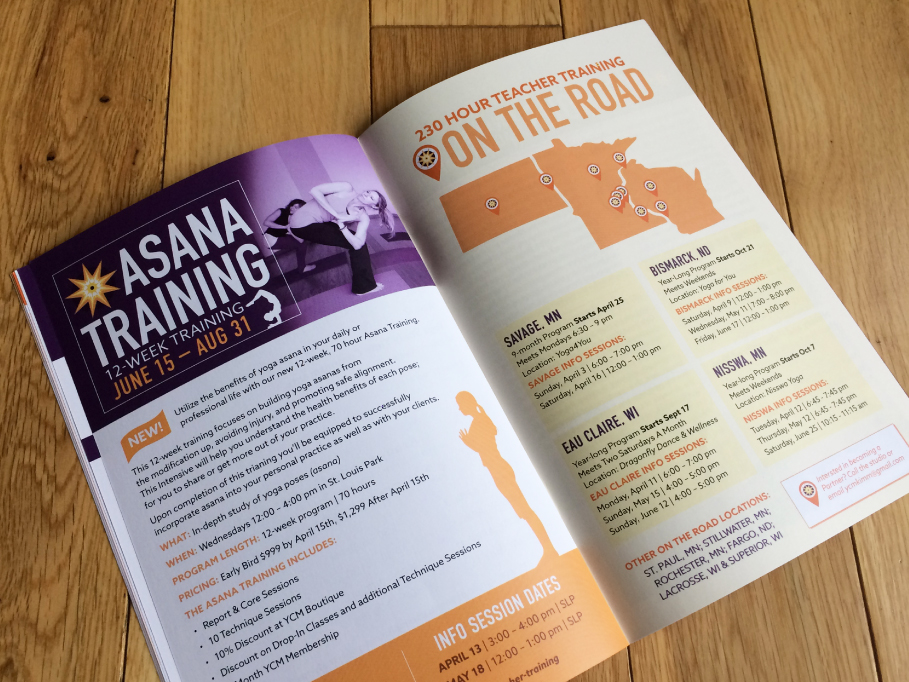 ASANA
TRAINING
12-WEEK TRAINING
JUNE 15 – AUG 31
NEW!
Utilize the benefits of yoga asana in your daily or
professional life with our new 12-week, 70 hour Asana Training.
This 12-week training focuses on building yoga asanas from
the modification up, avoiding injury, and promoting safe alignment.
This Intensive will help you understand the health benefits of each pose;
for you to share or get more out of your practice.
Upon completion of this trianing you'll be equipped to successfully
incorporate asana into your personal practice as well as with your clients.
WHAT: In-depth study of yoga poses (asana)
WHEN: Wednesdays 12:00 - 4:00 pm in St. Louis Park
PROGRAM LENGTH: 12-week program | 70 hours
PRICING: Early Bird $999 by April 15th, $1,299 After April 15th
THE ASANA TRAINING INCLUDES:
• Report & Core Sessions
• 10 Technique Sessions
• 10% Discount at YCM Boutique
• Discount on Drop-In Classes and additional Technique Sessions
Month YCM Membership
INFO SESSION DATES
APRIL 13 | 3:00 - 4:00 pm | SLP
MAY 18 | 12:00 - 1:00 pm | SLP
cher-training
230 HOUR TEACHER TRAINING
ON THE ROAD
SAVAGE, MN
9-month Program Starts April 25
Meets Mondays 6:30 - 9 pm
Location: Yoga4You
SAVAGE INFO SESSIONS:
Sunday, April 3 | 6:00 - 7:00 pm
Saturday, April 16 | 12:00 - 1:00 pm
BISMARCK, ND
Year-Long Program Starts Oct 21
Meets Weekends
Location: Yoga for You
BISMARCK INFO SESSIONS:
Saturday, April 9 | 12:00 - 1:00 pm
Wednesday, May 11 | 7:00 - 8:00 pm
Friday, June 17 | 12:00 - 1:00 pm
EAU CLAIRE, WI
Year-long Program Starts Sept 17
Meets Two Saturdays A Month
Location: Dragonfly Dance & Wellness
EAU CLAIRE INFO SESSIONS:
Monday, April 11 | 6:00 - 7:00 pm
Sunday, May 15 | 4:00 - 5:00 pm
Sunday, June 12 | 4:00 - 5:00 pm
NISSWA, MN
Year-long Program Starts Oct 7
Meets Weekends
Location: Nisswa Yoga
NISSWA INFO SESSIONS:
Tuesday, April 12 | 6:45 - 7:45 pm
Thursday, May 12 | 6:45 - 7:45 pm
Saturday, June 25 | 10:15 - 11:15 am
OTHER ON THE ROAD LOCATIONS:
ST. PAUL, MN; STILLWATER, MN;
ROCHESTER, MN; FARGO, ND;
LACROSSE, WI & SUPERIOR, WI
Interested in becoming a
Partner? Call the studio or
email